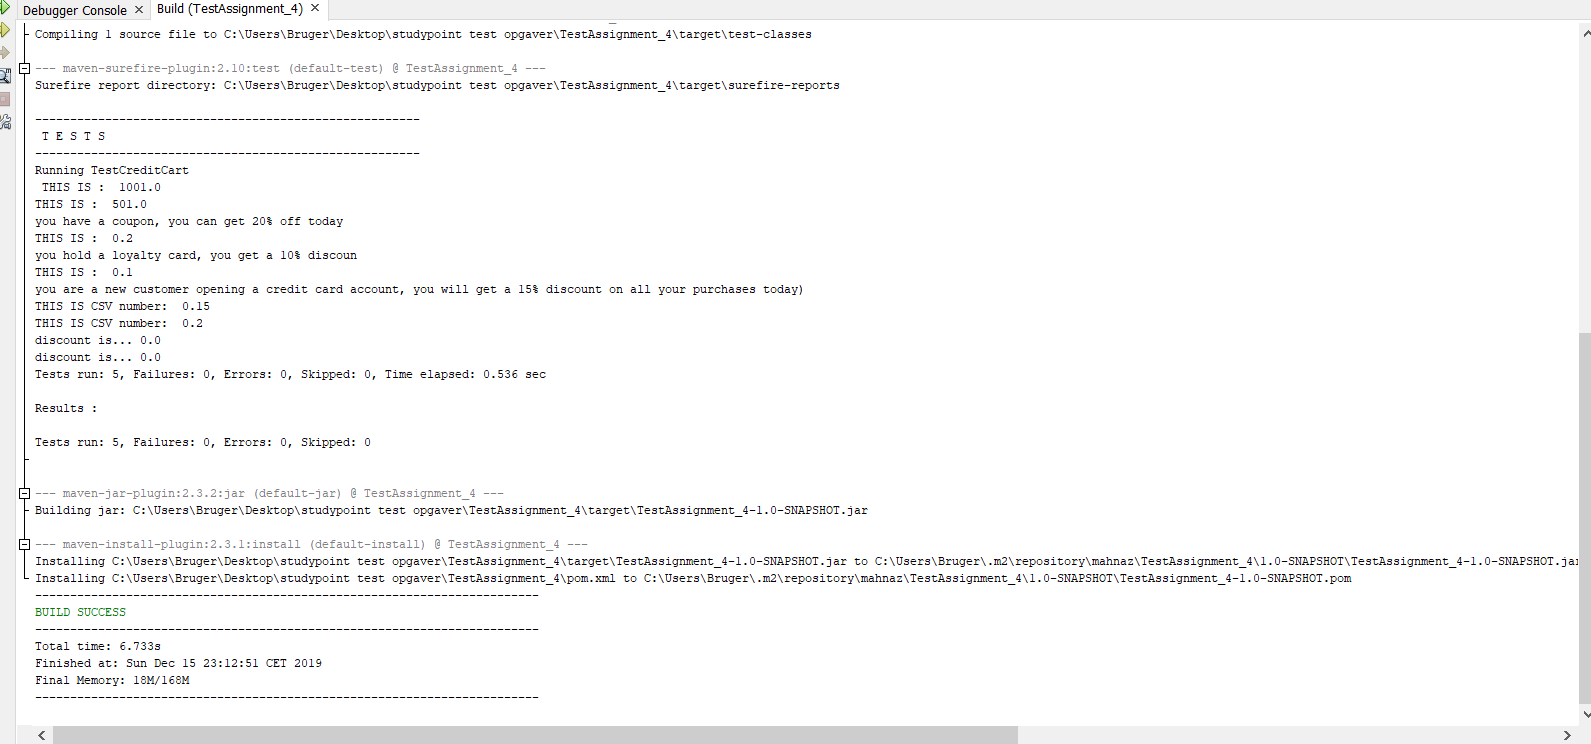 Debugger Console × Build (TestAssignment_4) ×
Compiling 1 source file to C:\Users\Bruger\Desktop\studypoint test opgaver\TestAssignment_4\target\test-classes
--- maven-surefire-plugin:2.10:test (default-test) @ TestAssignment_4 ---
Surefire report directory: C:\Users\Bruger\Desktop\studypoint test opgaver\TestAssignment_4\target\surefire-reports
-------------------------------------------------------
T E S T S
-------------------------------------------------------
Running TestCreditCart
THIS IS :  1001.0
THIS IS :  501.0
you have a coupon, you can get 20% off today
THIS IS :  0.2
you hold a loyalty card, you get a 10% discoun
THIS IS :  0.1
you are a new customer opening a credit card account, you will get a 15% discount on all your purchases today)
THIS IS CSV number:  0.15
THIS IS CSV number:  0.2
discount is... 0.0
discount is... 0.0
Tests run: 5, Failures: 0, Errors: 0, Skipped: 0, Time elapsed: 0.536 sec
Results :
Tests run: 5, Failures: 0, Errors: 0, Skipped: 0
--- maven-jar-plugin:2.3.2:jar (default-jar) @ TestAssignment_4 ---
Building jar: C:\Users\Bruger\Desktop\studypoint test opgaver\TestAssignment_4\target\TestAssignment_4-1.0-SNAPSHOT.jar
--- maven-install-plugin:2.3.1:install (default-install) @ TestAssignment_4 ---
Installing C:\Users\Bruger\Desktop\studypoint test opgaver\TestAssignment_4\target\TestAssignment_4-1.0-SNAPSHOT.jar to C:\Users\Bruger\.m2\repository\mahnaz\TestAssignment_4\1.0-SNAPSHOT\TestAssignment_4-1.0-SNAPSHOT.jar
Installing C:\Users\Bruger\Desktop\studypoint test opgaver\TestAssignment_4\pom.xml to C:\Users\Bruger\.m2\repository\mahnaz\TestAssignment_4\1.0-SNAPSHOT\TestAssignment_4-1.0-SNAPSHOT.pom
------------------------------------------------------------------------
BUILD SUCCESS
------------------------------------------------------------------------
Total time: 6.733s
Finished at: Sun Dec 15 23:12:51 CET 2019
Final Memory: 18M/168M
------------------------------------------------------------------------